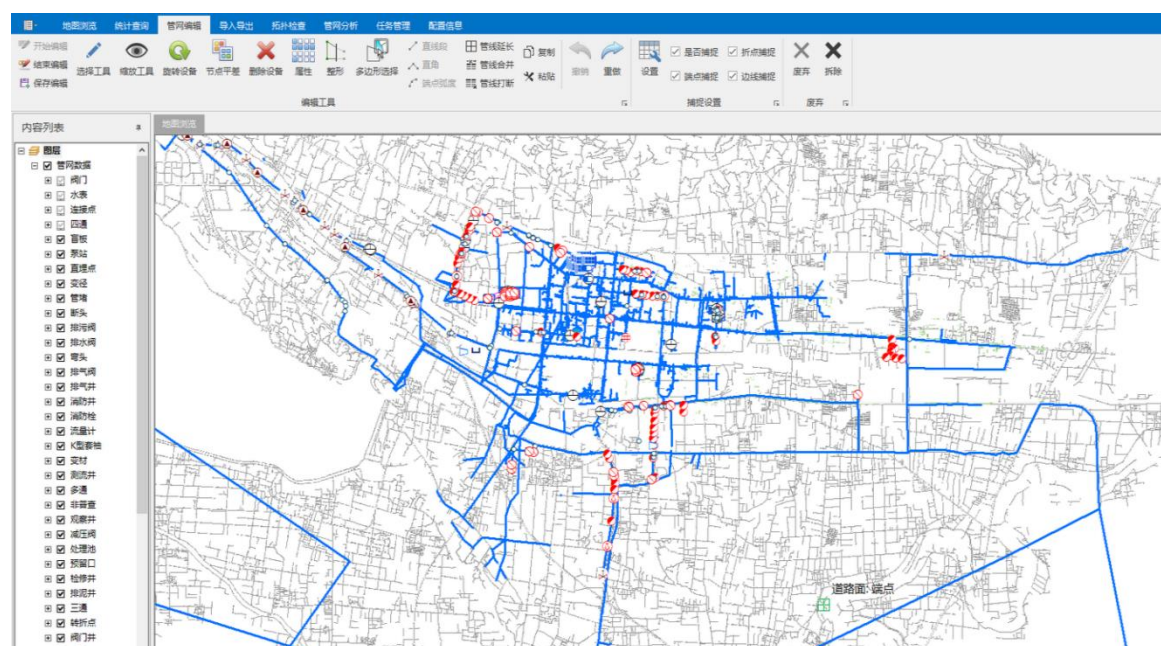 地图浏览 统计查询 管网编辑 导入导出 拓扑检查 管网分析 任务管理 配置信息
开始编辑 直线段 管线延长 复制 是否捕捉 折点捕捉
结束编辑 选择工具 缩放工具 旋转设备 节点平差 删除设备 属性 整形 多边形选择 直角 管线合并 撤销 重做 设置 废弃 拆除
保存编辑 端点弧度 管线打断 粘贴 端点捕捉 边线捕捉
编辑工具 捕捉设置 废弃
内容列表 地图浏览
图层
管网数据
阀门
水表
连接点
四通
盲板
泵站
直埋点
变径
管堵
断头
排污阀
排水阀
弯头
排气阀
排气井
消防井
消防栓
流量计
K型套袖
变材
测流井
多通
非普查
观察井
减压阀
处理池
预留口
检修井
排泥井
三通
转折点
阀门井
道路面: 端点